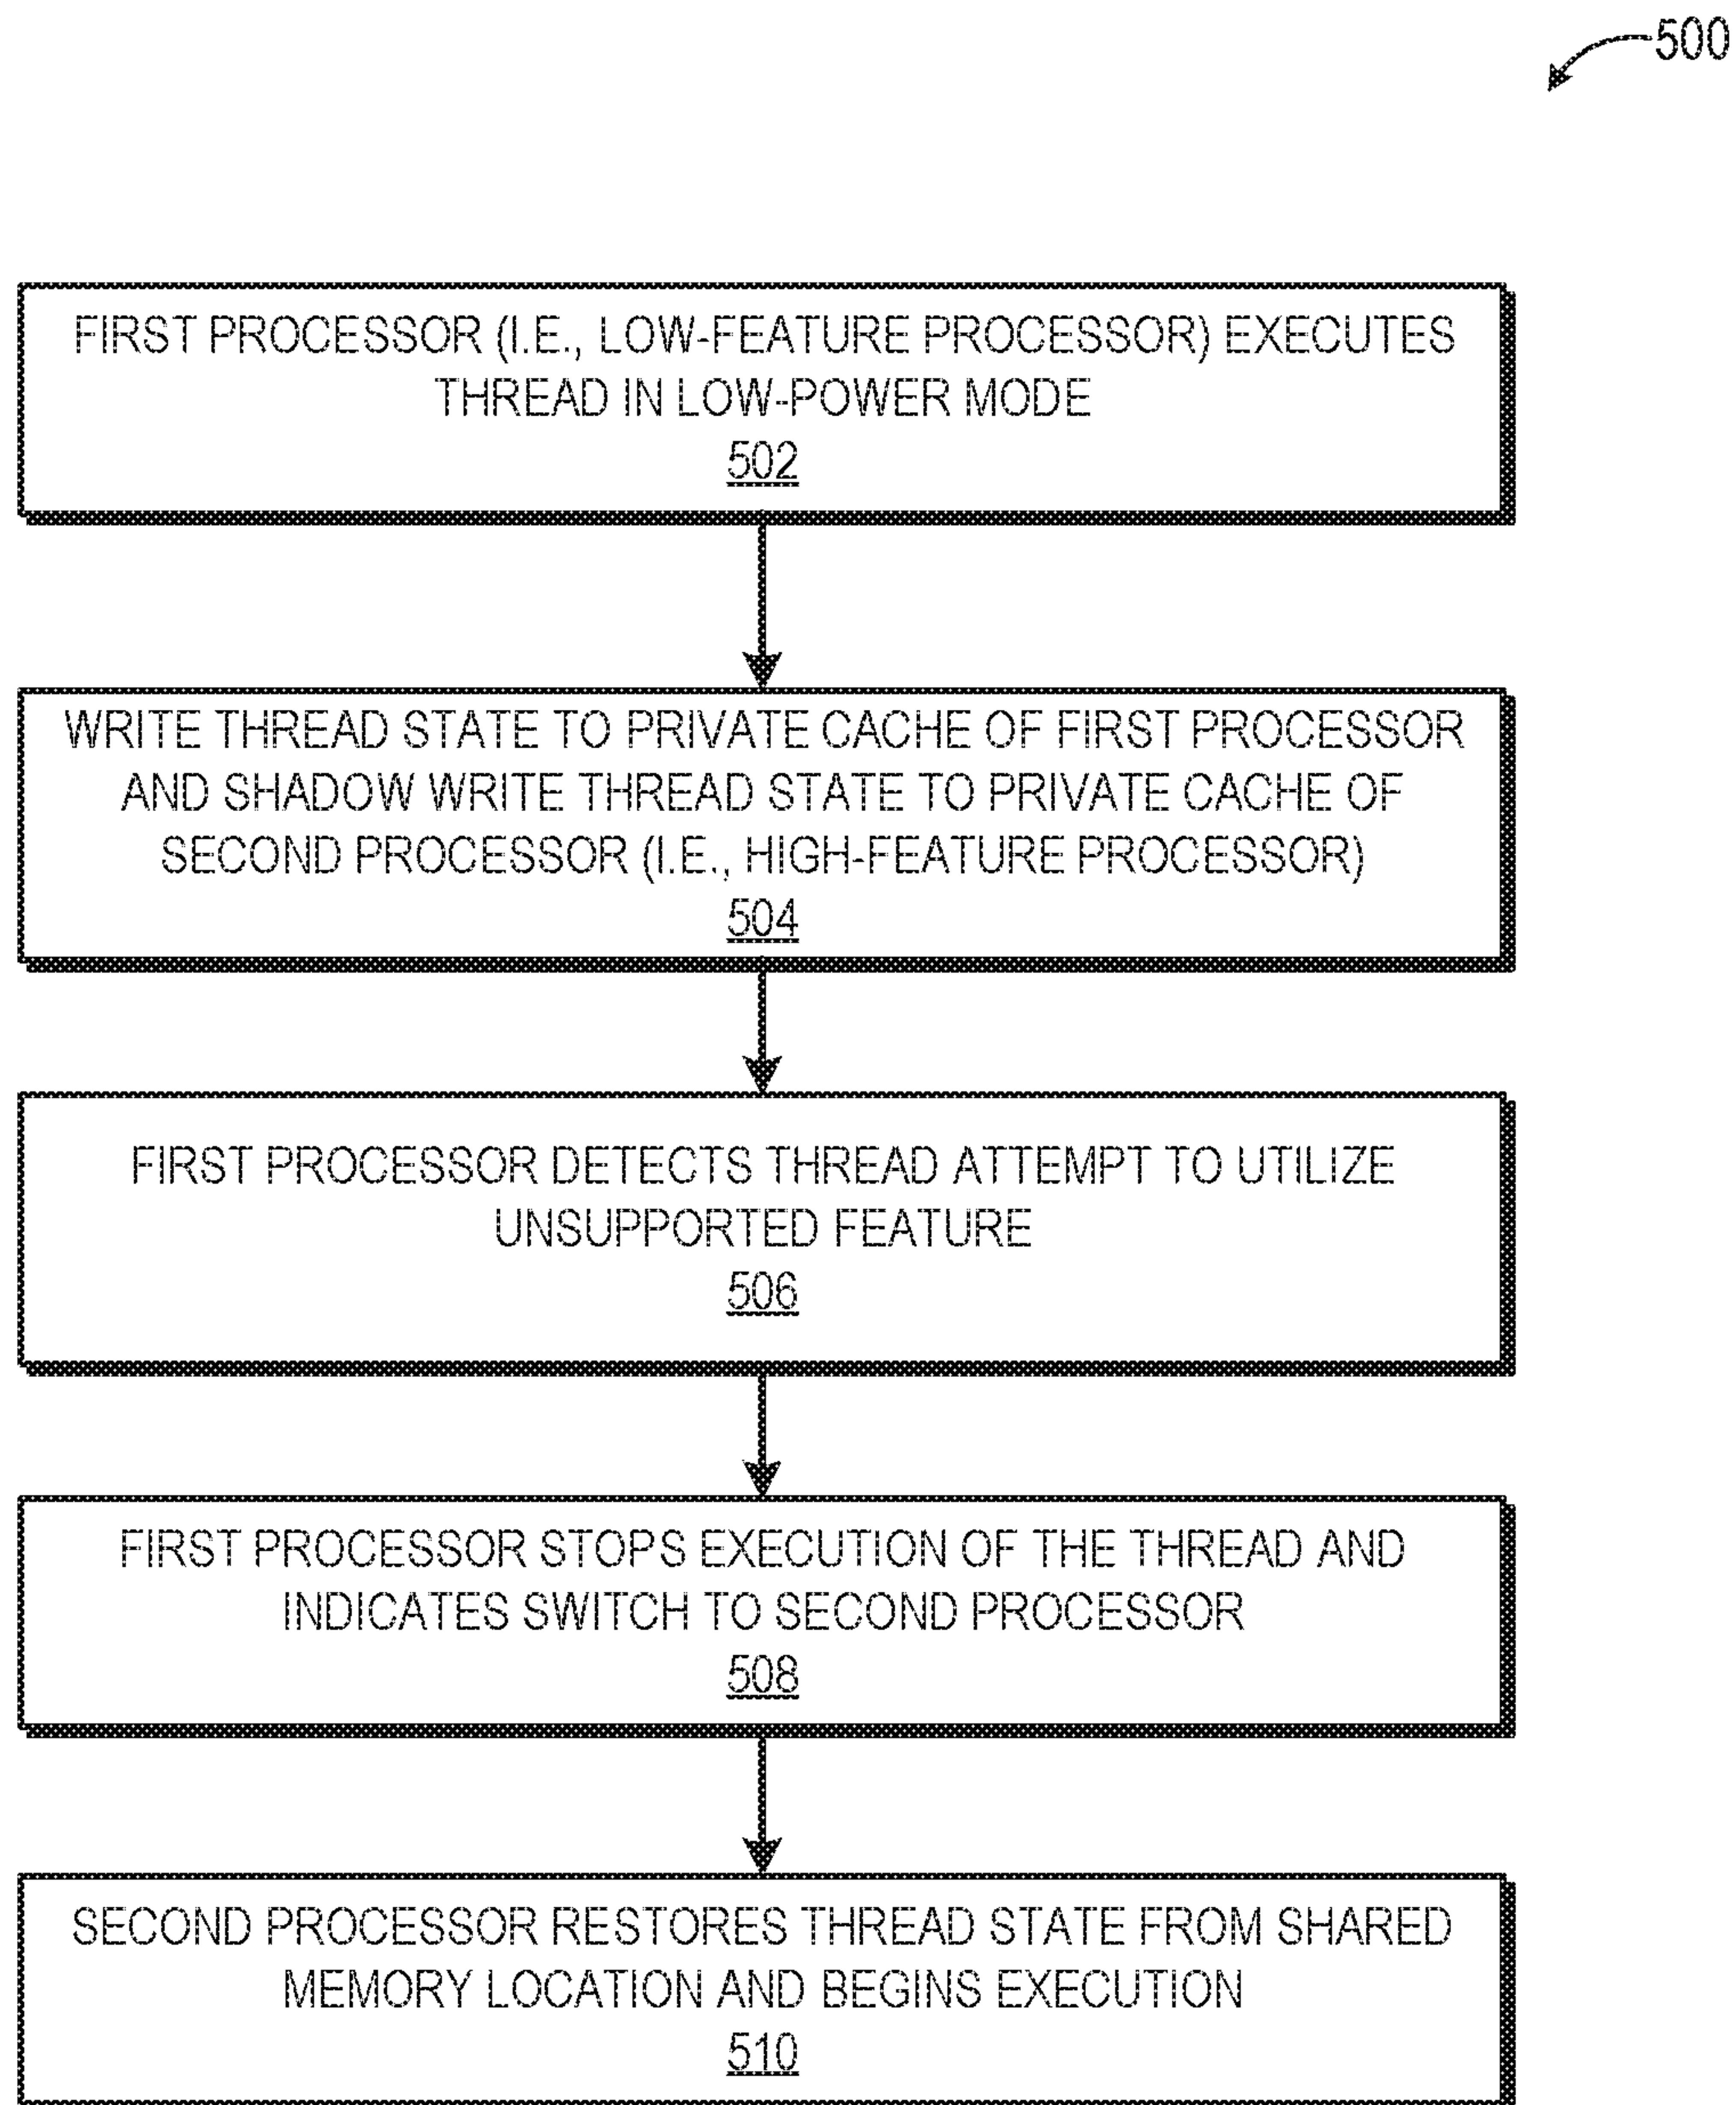 500
FIRST PROCESSOR (I.E., LOW-FEATURE PROCESSOR) EXECUTES
THREAD IN LOW-POWER MODE
502
WRITE THREAD STATE TO PRIVATE CACHE OF FIRST PROCESSOR
AND SHADOW WRITE THREAD STATE TO PRIVATE CACHE OF
SECOND PROCESSOR (I.E., HIGH-FEATURE PROCESSOR)
504
FIRST PROCESSOR DETECTS THREAD ATTEMPT TO UTILIZE
UNSUPPORTED FEATURE
506
FIRST PROCESSOR STOPS EXECUTION OF THE THREAD AND
INDICATES SWITCH TO SECOND PROCESSOR
508
SECOND PROCESSOR RESTORES THREAD STATE FROM SHARED
MEMORY LOCATION AND BEGINS EXECUTION
510